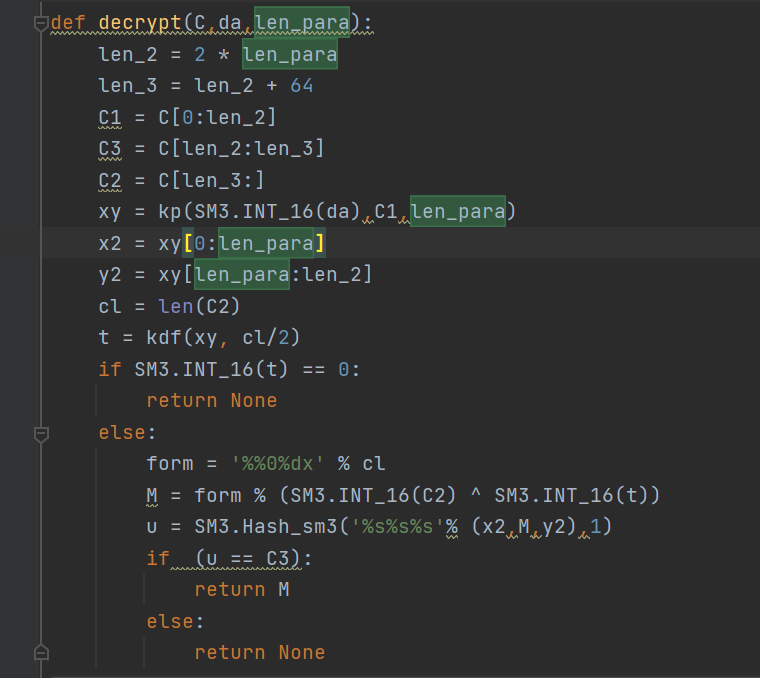 def decrypt(C,da,len_para):
    len_2 = 2 * len_para
    len_3 = len_2 + 64
    C1 = C[0:len_2]
    C3 = C[len_2:len_3]
    C2 = C[len_3:]
    xy = kp(SM3.INT_16(da),C1,len_para)
    x2 = xy[0:len_para]
    y2 = xy[len_para:len_2]
    cl = len(C2)
    t = kdf(xy, cl/2)
    if SM3.INT_16(t) == 0:
        return None
    else:
        form = '%%0%dx' % cl
        M = form % (SM3.INT_16(C2) ^ SM3.INT_16(t))
        u = SM3.Hash_sm3('%s%s%s'% (x2,M,y2),1)
        if  (u == C3):
            return M
        else:
            return None